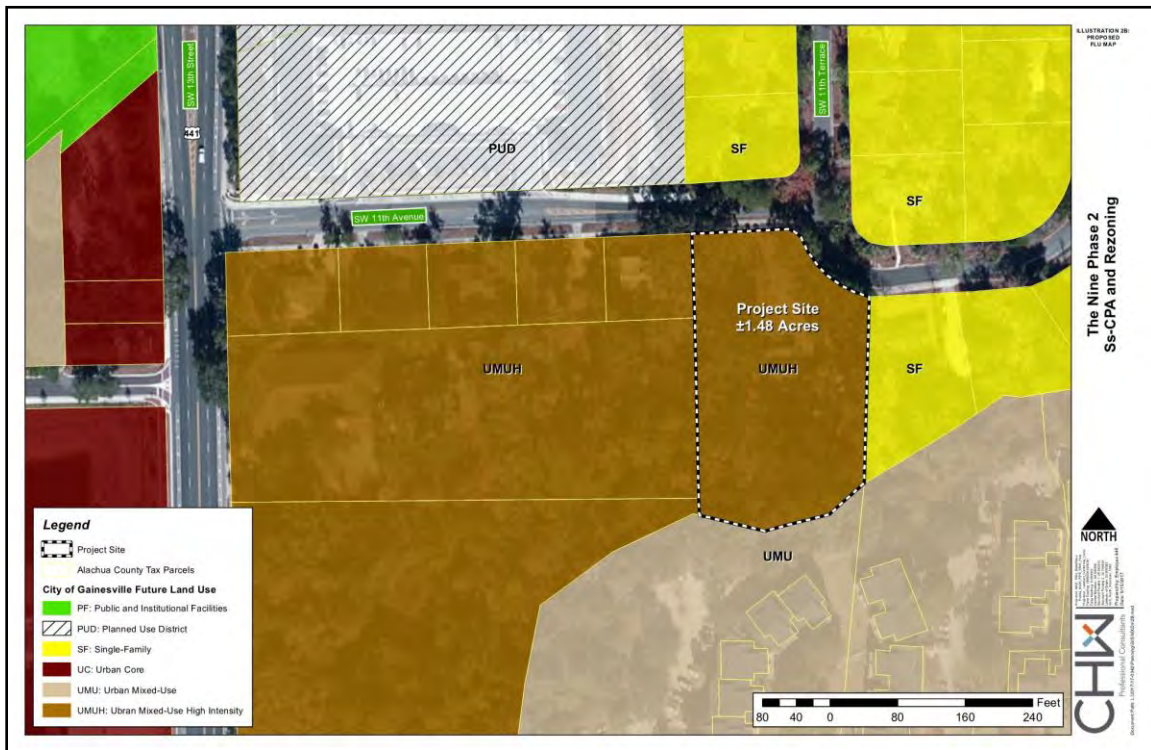 ILLUSTRATION 2B:
PROPOSED
FLU MAP
SW 13th Street
441
PUD
SF
SW 11th Terrace
SF
SW 11th Avenue
Project Site
±1.48 Acres
UMUH
UMUH
SF
UMU
The Nine Phase 2
Ss-CPA and Rezoning
Legend
Project Site
Alachua County Tax Parcels
City of Gainesville Future Land Use
PF: Public and Institutional Facilities
PUD: Planned Use District
SF: Single-Family
UC: Urban Core
UMU: Urban Mixed-Use
UMUH: Ubran Mixed-Use High Intensity
NORTH
CHW
Professional Consultants
Feet
80 40 0 80 160 240